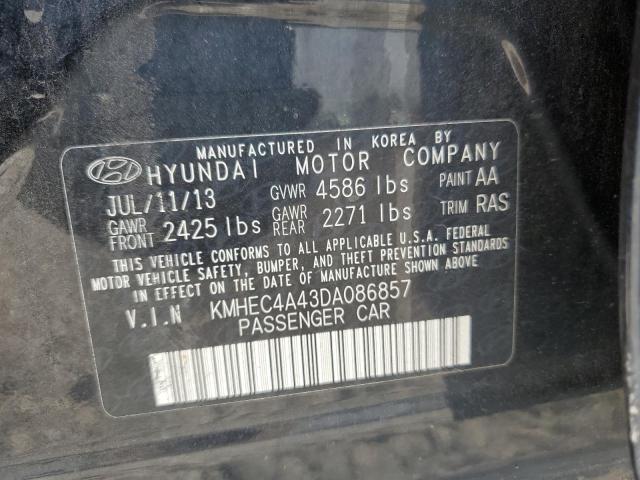 MANUFACTURED IN KOREA BY
HYUNDAI MOTOR COMPANY
JUL/11/13 GVWR 4586 lbs PAINT AA
GAWR FRONT 2425 lbs GAWR REAR 2271 lbs TRIM RAS
THIS VEHICLE CONFORMS TO ALL APPLICABLE U.S.A. FEDERAL
MOTOR VEHICLE SAFETY, BUMPER, AND THEFT PREVENTION STANDARDS
IN EFFECT ON THE DATE OF MANUFACTURE SHOWN ABOVE
V.I.N KMHEC4A43DA086857
PASSENGER CAR